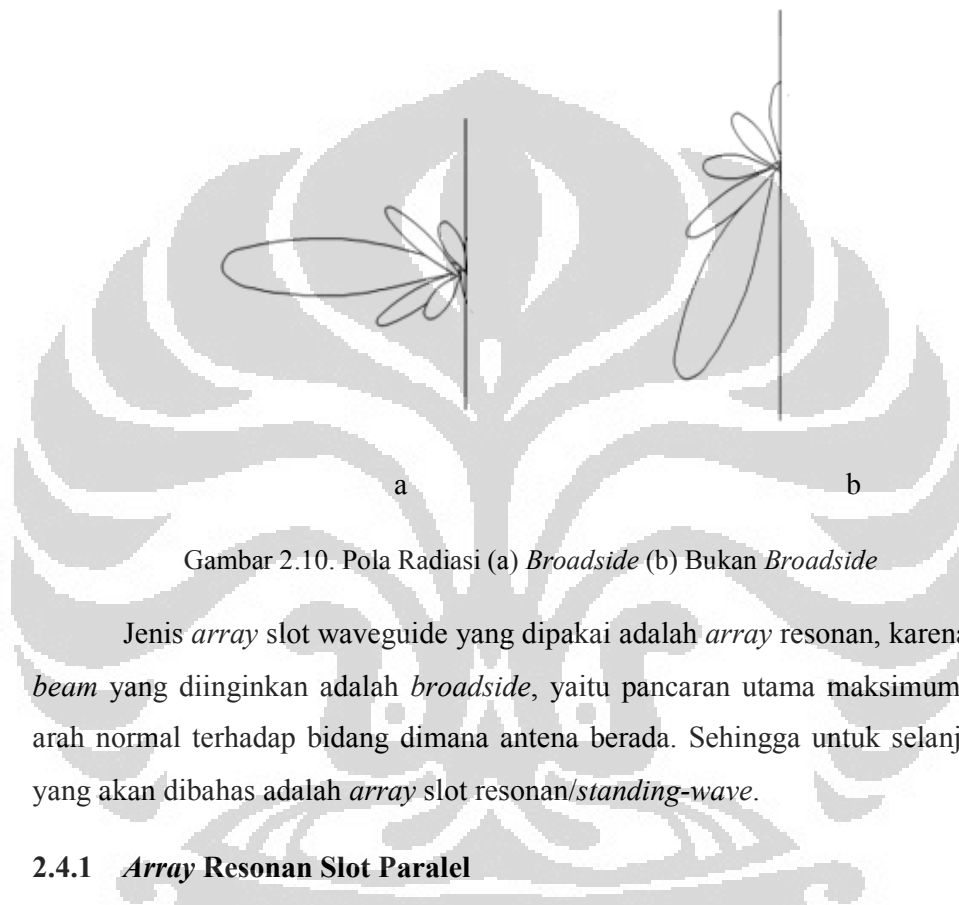 a b
Gambar 2.10. Pola Radiasi (a) Broadside (b) Bukan Broadside
Jenis array slot waveguide yang dipakai adalah array resonan, karena
beam yang diinginkan adalah broadside, yaitu pancaran utama maksimum
arah normal terhadap bidang dimana antena berada. Sehingga untuk selanj
yang akan dibahas adalah array slot resonan/standing-wave.
2.4.1 Array Resonan Slot Paralel